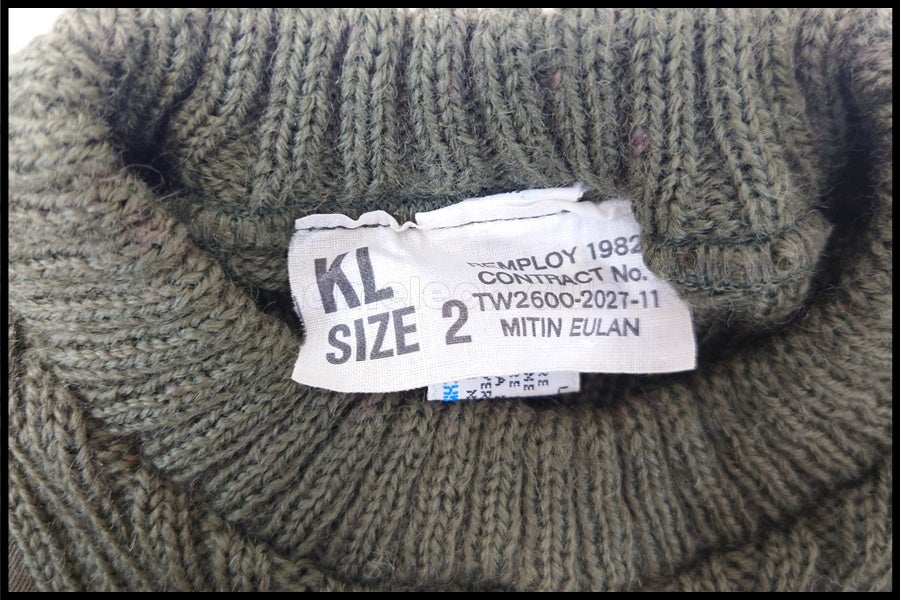 KL
SIZE 2
REMPLOY 1982
CONTRACT No.
TW2600-2027-11
MITIN EULAN